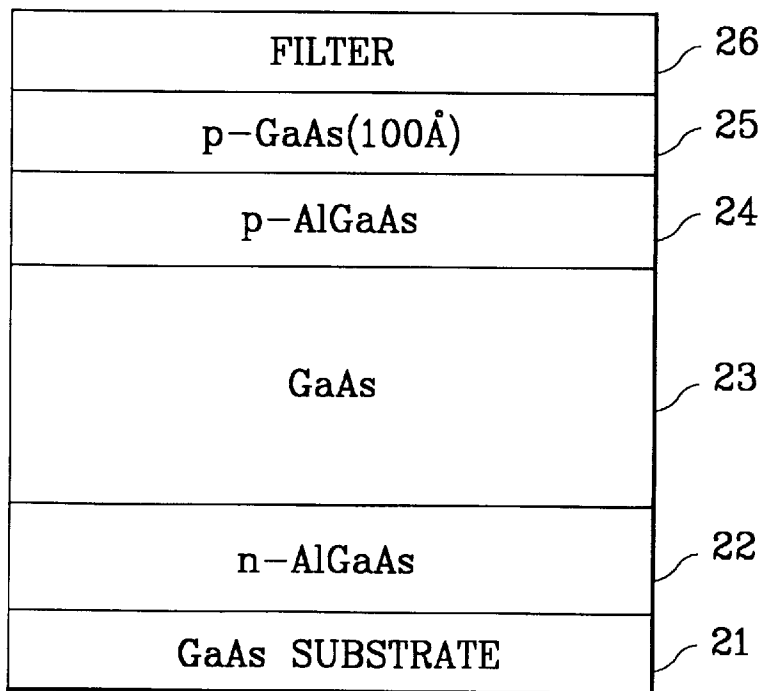 FILTER 26
p-GaAs(100Å) 25
p-AlGaAs 24
GaAs 23
n-AlGaAs 22
GaAs SUBSTRATE 21